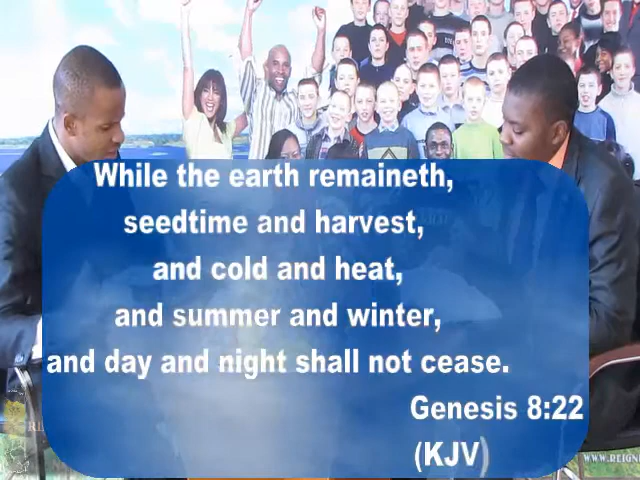 While the earth remaineth,
seedtime and harvest,
and cold and heat,
and summer and winter,
and day and night shall not cease.
Genesis 8:22
(KJV)